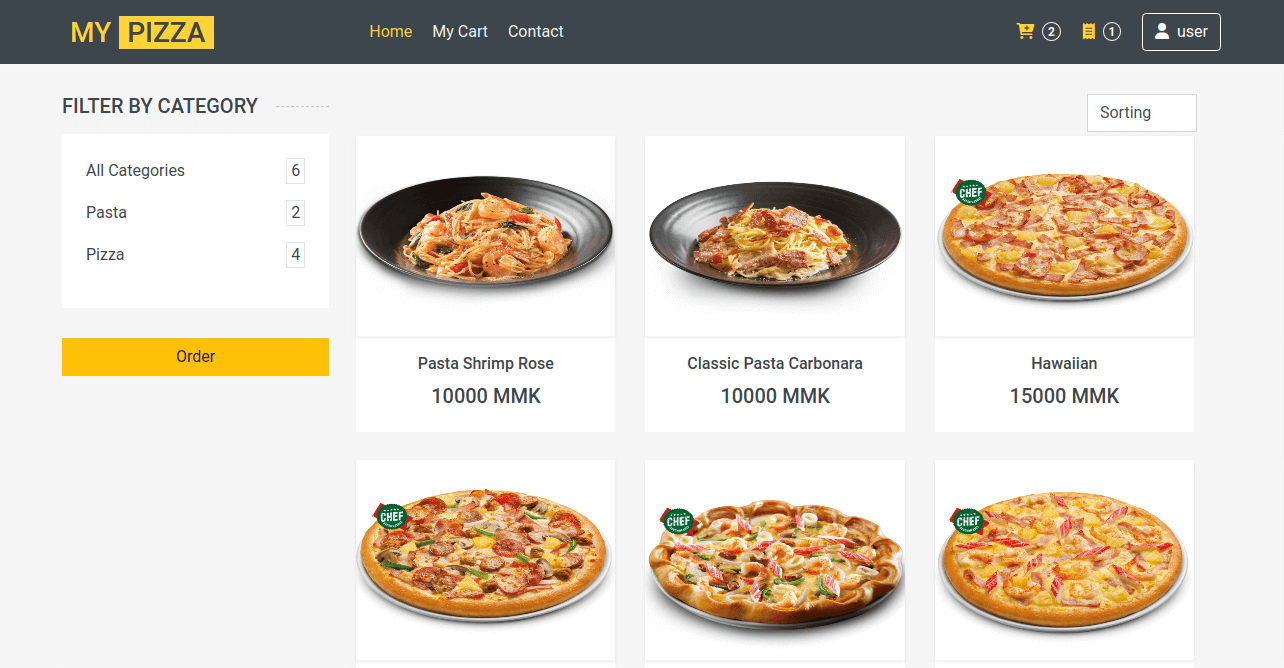 MY PIZZA
Home My Cart Contact
2 1 user
FILTER BY CATEGORY
Sorting
All Categories 6
Pasta 2
Pizza 4
Order
CHEF
Pasta Shrimp Rose
10000 MMK
Classic Pasta Carbonara
10000 MMK
Hawaiian
15000 MMK
CHEF
CHEF
CHEF